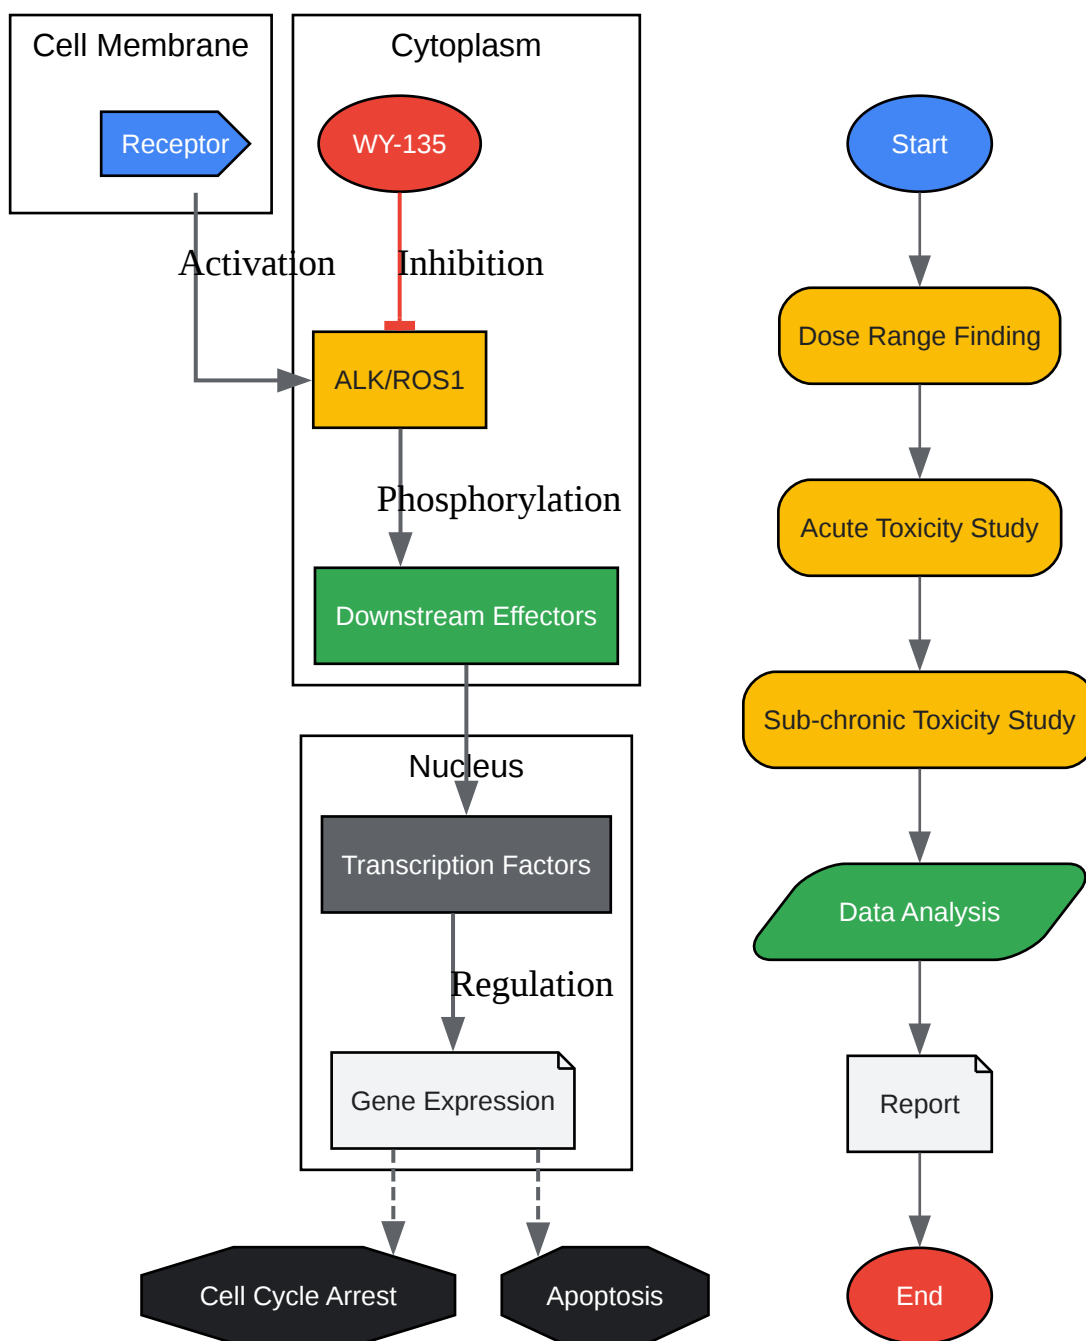 Cell Membrane
Receptor
Activation
Cytoplasm
WY-135
Inhibition
ALK/ROS1
Phosphorylation
Downstream Effectors
Nucleus
Transcription Factors
Regulation
Gene Expression
Cell Cycle Arrest
Apoptosis
Start
Dose Range Finding
Acute Toxicity Study
Sub-chronic Toxicity Study
Data Analysis
Report
End